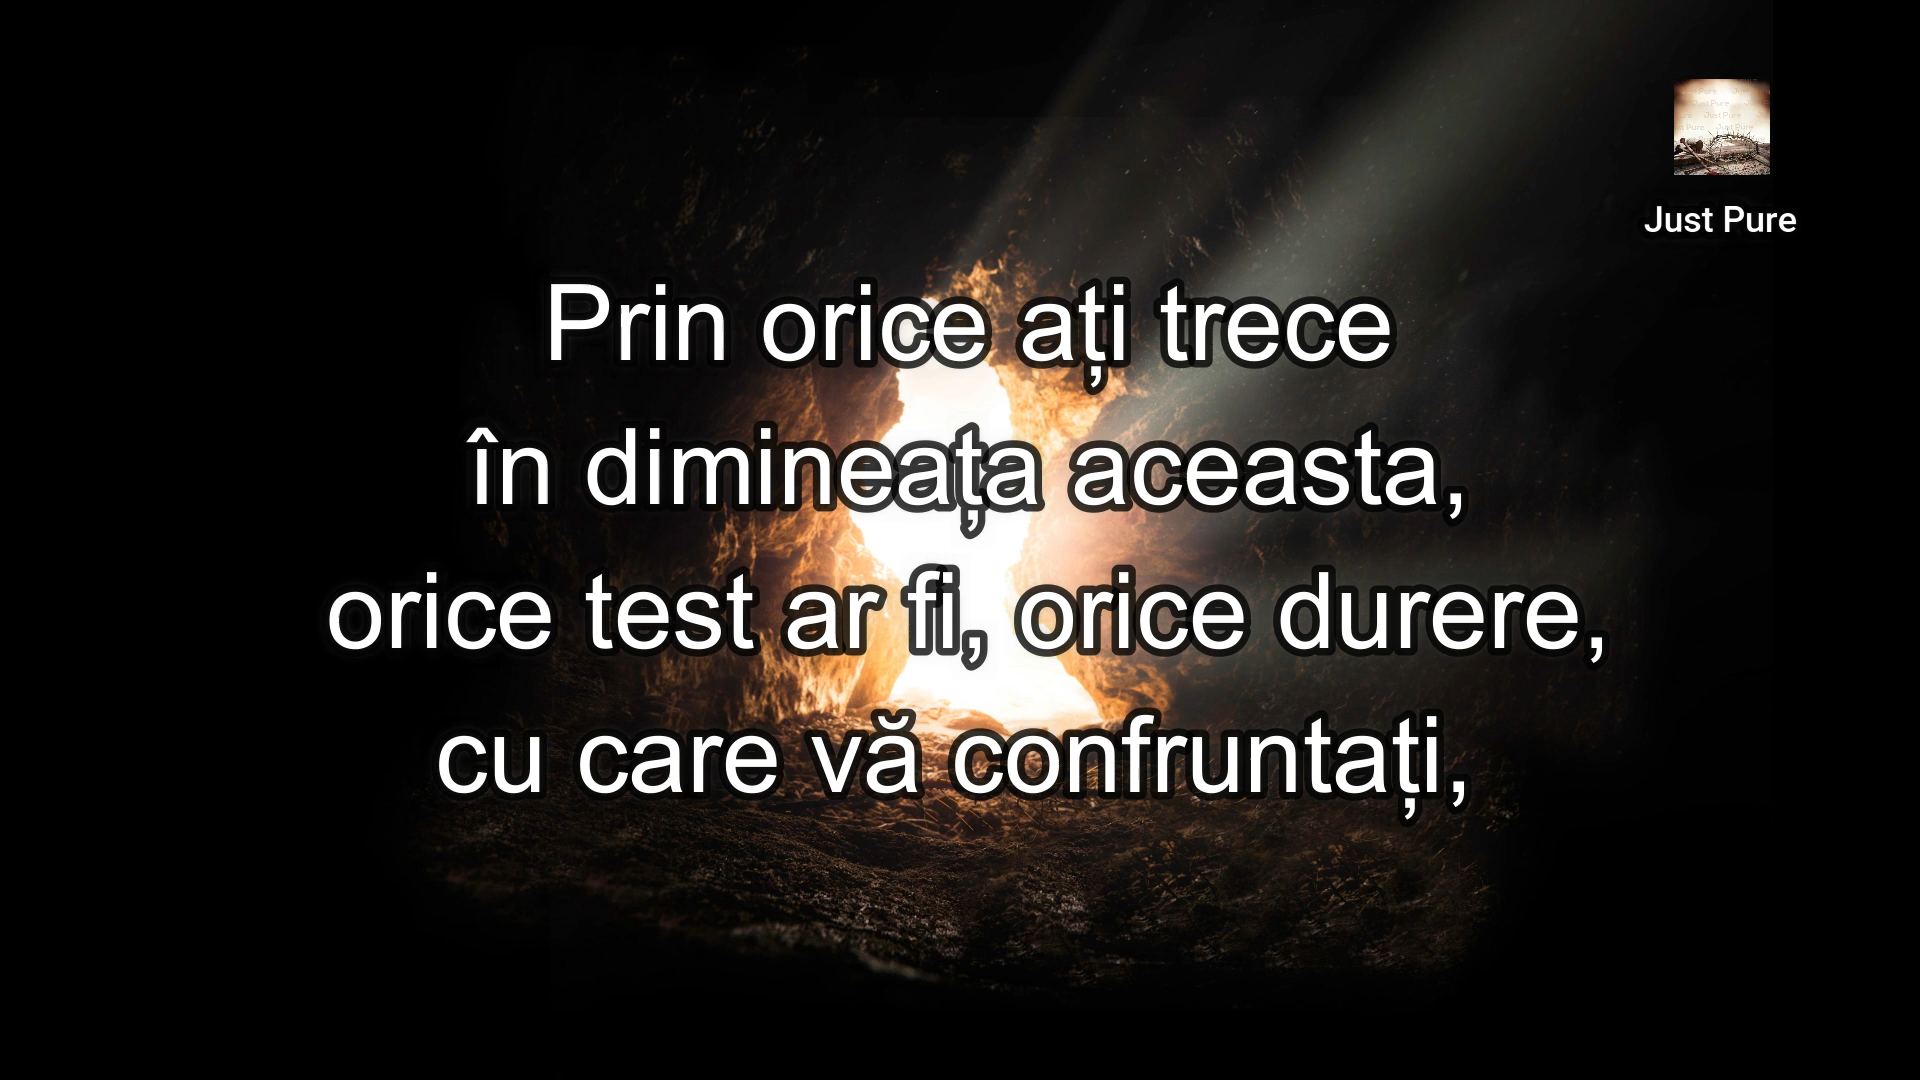 Just Pure
Prin orice ați trece
în dimineața aceasta,
orice test ar fi, orice durere,
cu care vă confruntați,